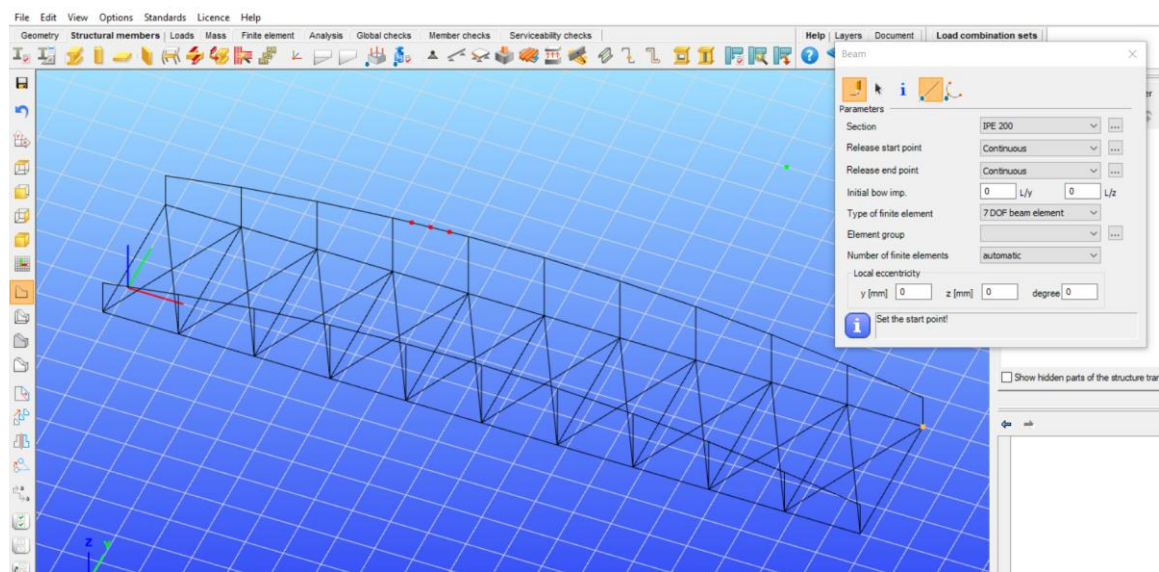 File Edit View Options Standards Licence Help
Geometry Structural members Loads Mass Finite element Analysis Global checks Member checks Serviceability checks Help Layers Document Load combination sets
Beam
Parameters
Section IPE 200
Release start point Continuous
Release end point Continuous
Initial bow imp. 0 L/y 0 L/z
Type of finite element 7 DOF beam element
Element group
Number of finite elements automatic
Local eccentricity
y [mm] 0 z [mm] 0 degree 0
Set the start point!
Show hidden parts of the structure tran
z y